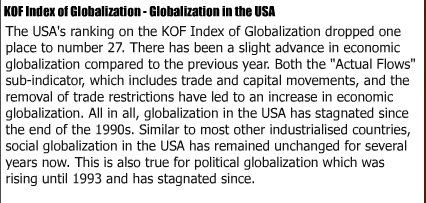 KOF Index of Globalization - Globalization in the USA
The USA's ranking on the KOF Index of Globalization dropped one
place to number 27. There has been a slight advance in economic
globalization compared to the previous year. Both the "Actual Flows"
sub-indicator, which includes trade and capital movements, and the
removal of trade restrictions have led to an increase in economic
globalization. All in all, globalization in the USA has stagnated since
the end of the 1990s. Similar to most other industrialised countries,
social globalization in the USA has remained unchanged for several
years now. This is also true for political globalization which was
rising until 1993 and has stagnated since.